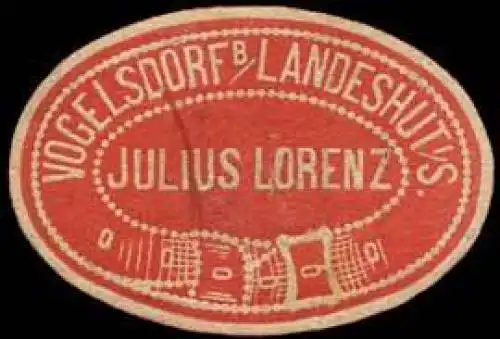 VOGELSDORF B/ LANDESHUT I/S.
JULIUS LORENZ